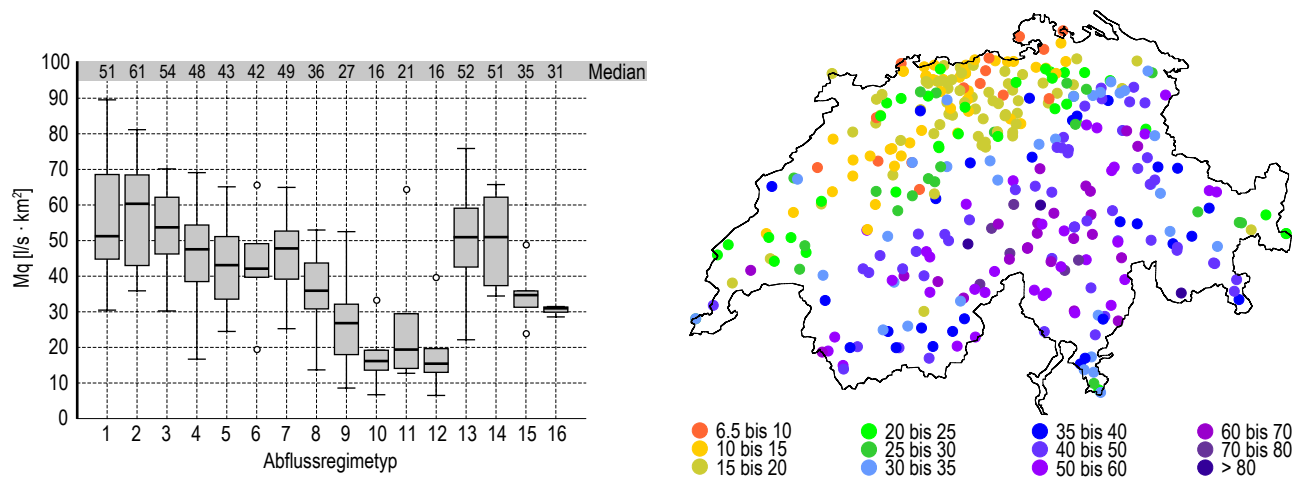 100 51 61 54 48 43 42 49 36 27 16 21 16 52 51 35 31 Median
90
80
70
60
50
40
30
20
10
0
Mq [l/s · km²]
1 2 3 4 5 6 7 8 9 10 11 12 13 14 15 16
Abflussregimetyp
6.5 bis 10
10 bis 15
15 bis 20
20 bis 25
25 bis 30
30 bis 35
35 bis 40
40 bis 50
50 bis 60
60 bis 70
70 bis 80
> 80